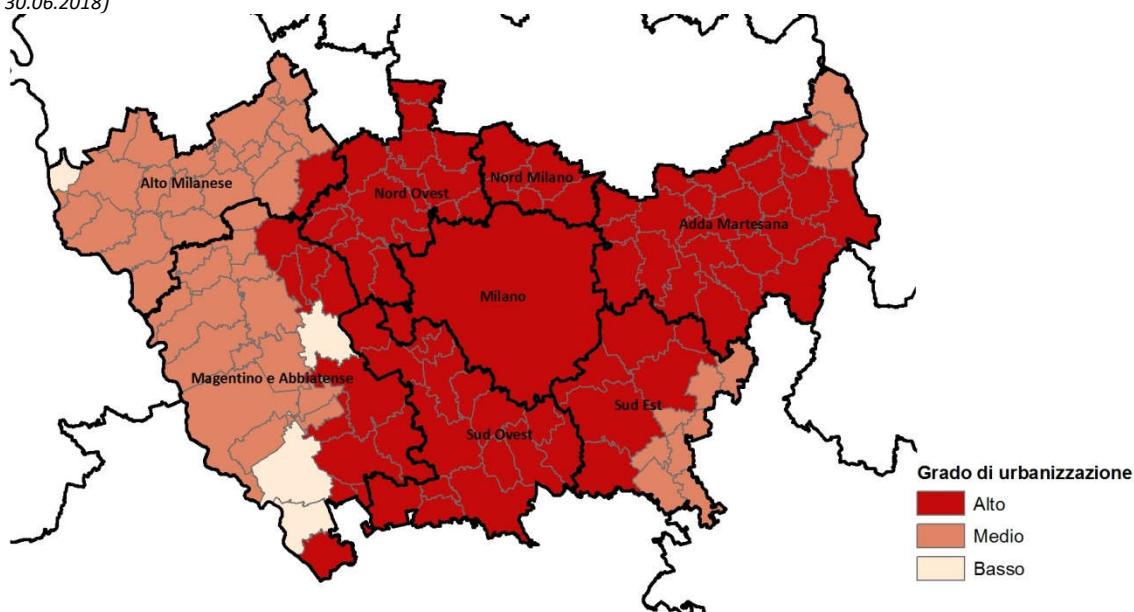 30.06.2018)
Alto Milanese
Nord Ovest
Nord Milano
Adda Martesana
Milano
Magentino e Abbiatense
Sud Est
Sud Ovest
Grado di urbanizzazione
Alto
Medio
Basso